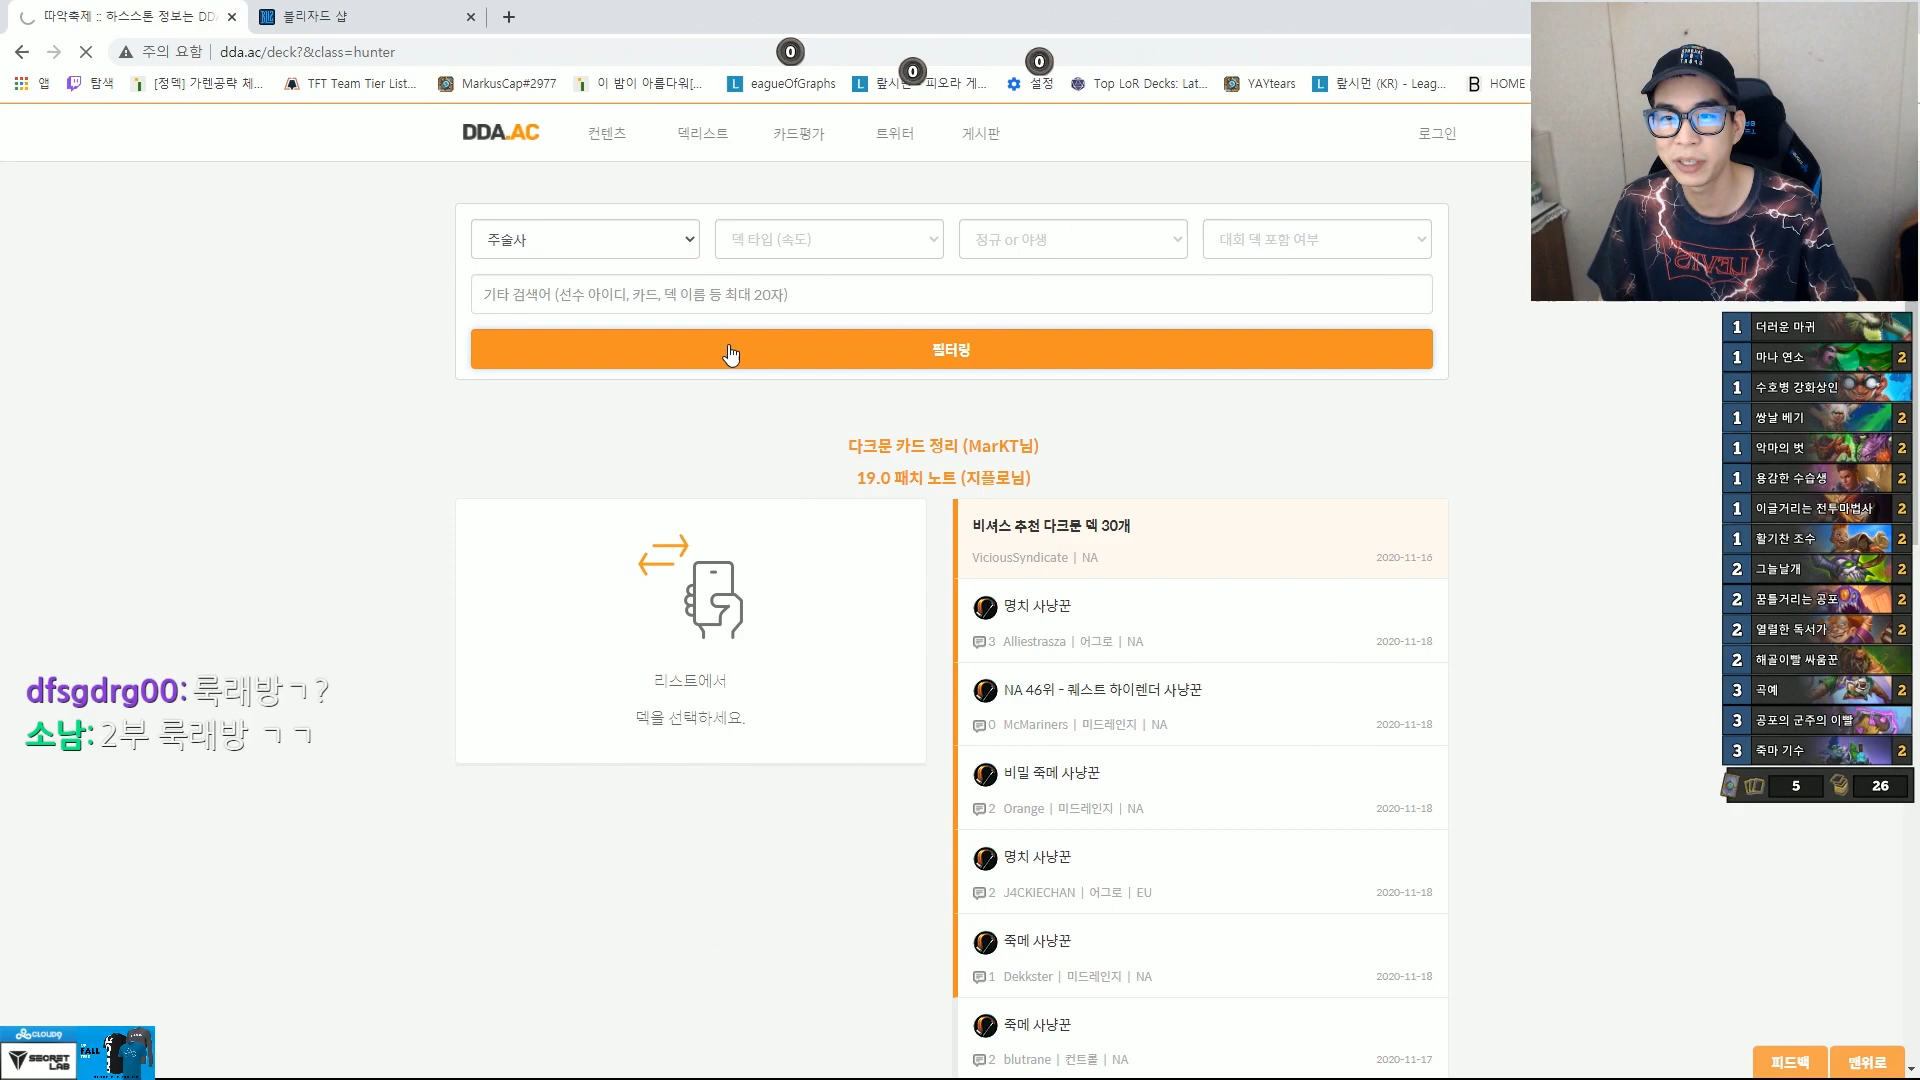 따악축제 :: 하스스톤 정보는 DD
블리자드 샵
주의 요함
dda.ac/deck?&class=hunter
앱
탐색
[정덱] 가렌공략 체...
TFT Team Tier List...
MarkusCap#2977
이 밤이 아름다워[...
eagueOfGraphs
피오라 게...
설정
Top LoR Decks: Lat...
YAYtears
랖시먼 (KR) - Leag...
HOME
0
0
0
DDA.AC
컨텐츠
덱리스트
카드평가
트위터
게시판
로그인
주술사
덱 타입 (속도)
정규 or 야생
대회 덱 포함 여부
기타 검색어 (선수 아이디, 카드, 덱 이름 등 최대 20자)
필터링
다크문 카드 정리 (MarKT님)
19.0 패치 노트 (지플로님)
리스트에서
덱을 선택하세요.
비셔스 추천 다크문 덱 30개
ViciousSyndicate | NA 2020-11-16
명치 사냥꾼
3 Alliestrasza | 어그로 | NA 2020-11-18
NA 46위 - 퀘스트 하이렌더 사냥꾼
0 McMariners | 미드레인지 | NA 2020-11-18
비밀 죽메 사냥꾼
2 Orange | 미드레인지 | NA 2020-11-18
명치 사냥꾼
2 J4CKIECHAN | 어그로 | EU 2020-11-18
죽메 사냥꾼
1 Dekkster | 미드레인지 | NA 2020-11-18
죽메 사냥꾼
2 blutrane | 컨트롤 | NA 2020-11-17
dfsgdrg00: 룩래방ㄱ?
소남: 2부 룩래방 ㄱㄱ
1 더러운 마귀
1 마나 연소 2
1 수호병 강화상인
1 쌍날 베기 2
1 악마의 벗 2
1 용감한 수습생 2
1 이글거리는 전투마법사 2
1 활기찬 조수 2
2 그늘날개 2
2 꿈틀거리는 공포 2
2 열렬한 독서가 2
2 해골이빨 싸움꾼
3 곡예 2
3 공포의 군주의 이빨
3 죽마 기수 2
5 26
CLOUD9
SECRET LAB
FALL
피드백
맨위로